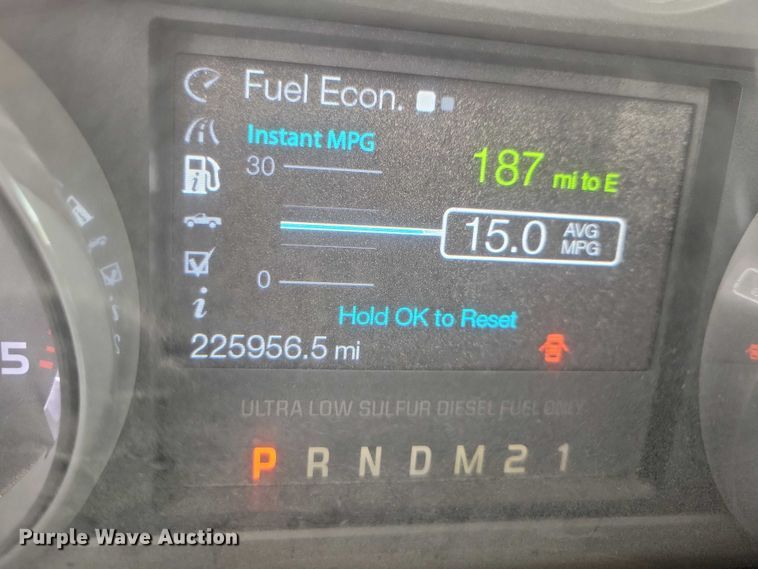 Fuel Econ.
Instant MPG
30
187 mi to E
15.0 AVG MPG
0
Hold OK to Reset
225956.5 mi
5
ULTRA LOW SULFUR DIESEL FUEL ONLY
P R N D M 2 1
Purple Wave Auction